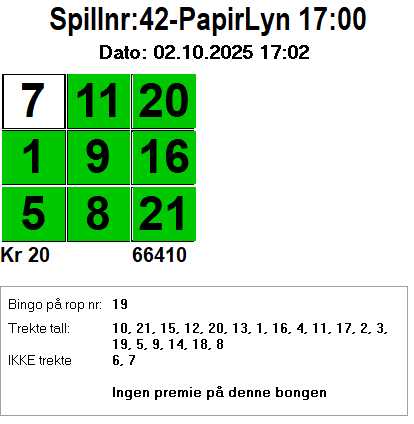 Spillnr:42-PapirLyn 17:00
Dato: 02.10.2025 17:02
7 11 20
1 9 16
5 8 21
Kr 20 66410
Bingo på rop nr: 19
Trekte tall: 10, 21, 15, 12, 20, 13, 1, 16, 4, 11, 17, 2, 3,
19, 5, 9, 14, 18, 8
IKKE trekte 6, 7
Ingen premie på denne bongen